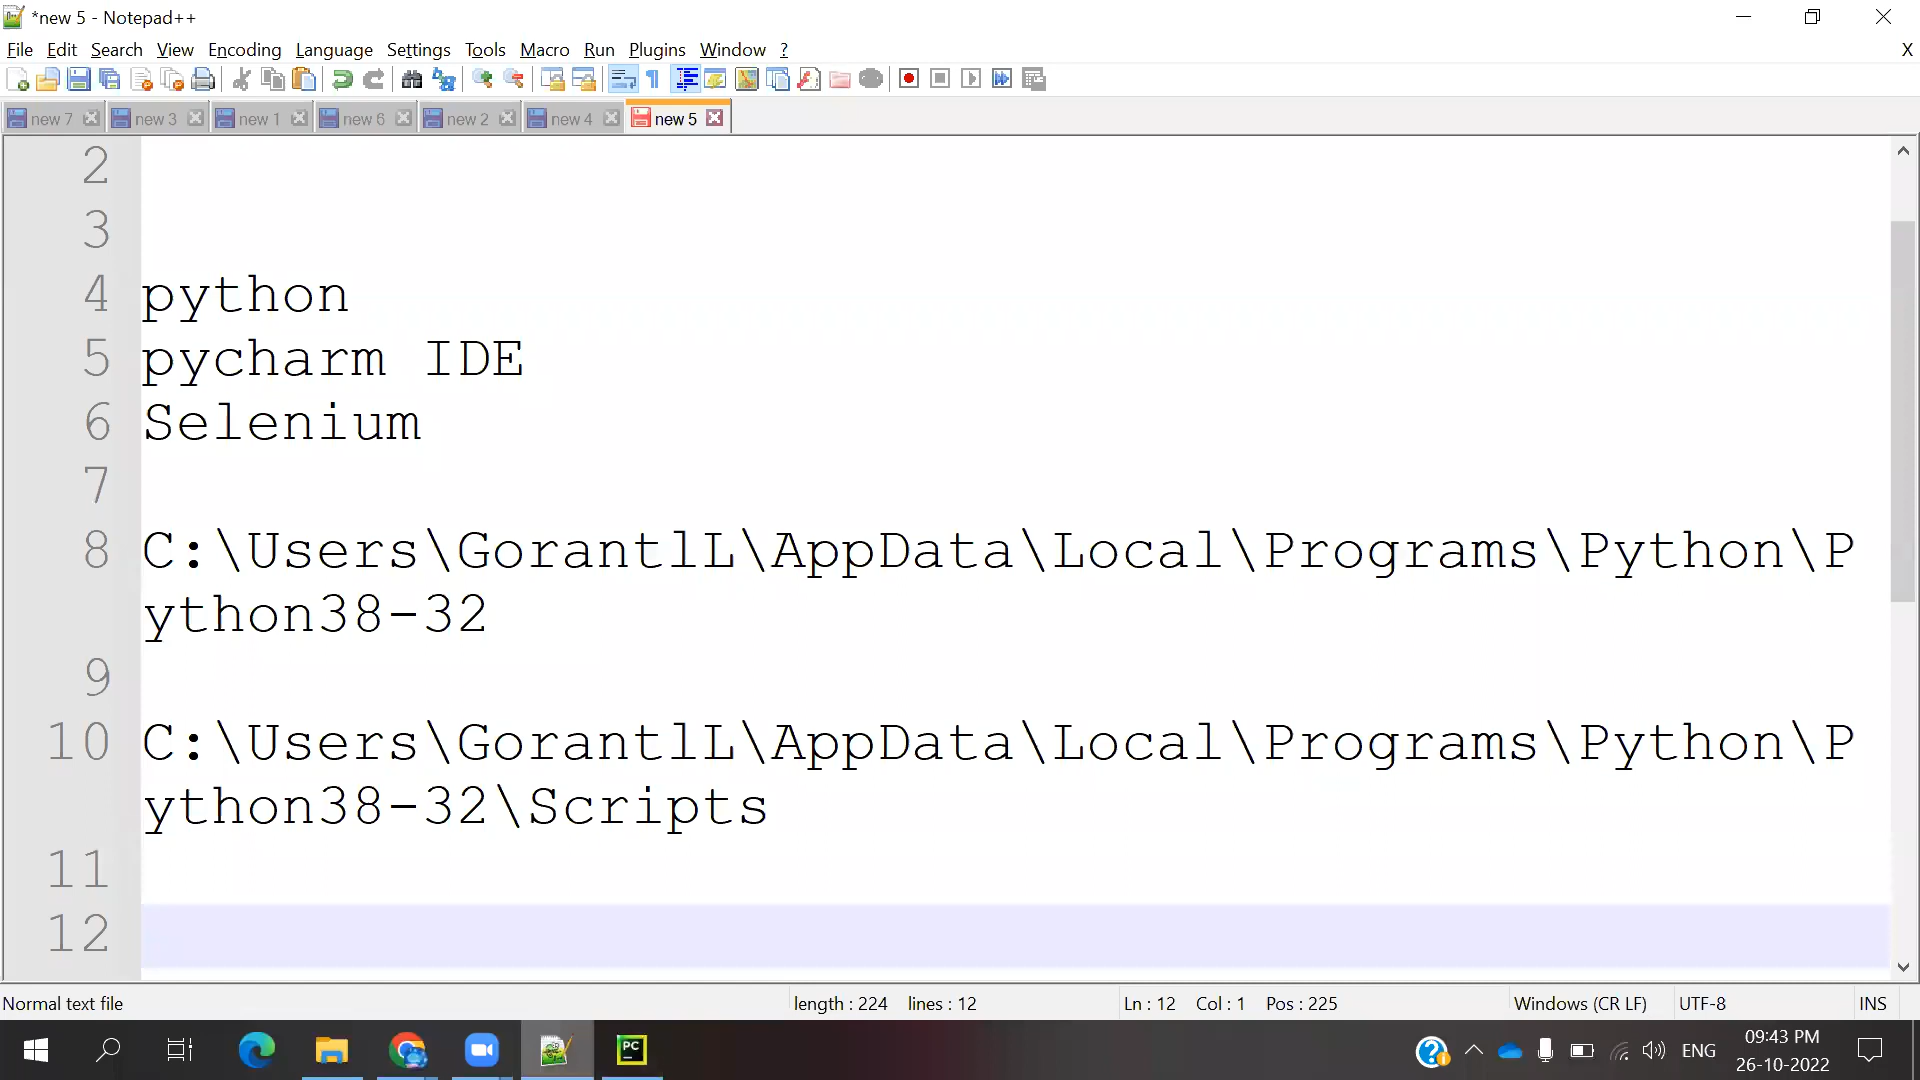 *new 5 - Notepad++
File Edit Search View Encoding Language Settings Tools Macro Run Plugins Window ? X
new 7 new 3 new 1 new 6 new 2 new 4 new 5
2
3
4 python
5 pycharm IDE
6 Selenium
7
8 C:\Users\GorantlL\AppData\Local\Programs\Python\P
ython38-32
9
10 C:\Users\GorantlL\AppData\Local\Programs\Python\P
ython38-32\Scripts
11
12
Normal text file length : 224 lines : 12 Ln : 12 Col : 1 Pos : 225 Windows (CR LF) UTF-8 INS
PC ENG 09:43 PM
26-10-2022